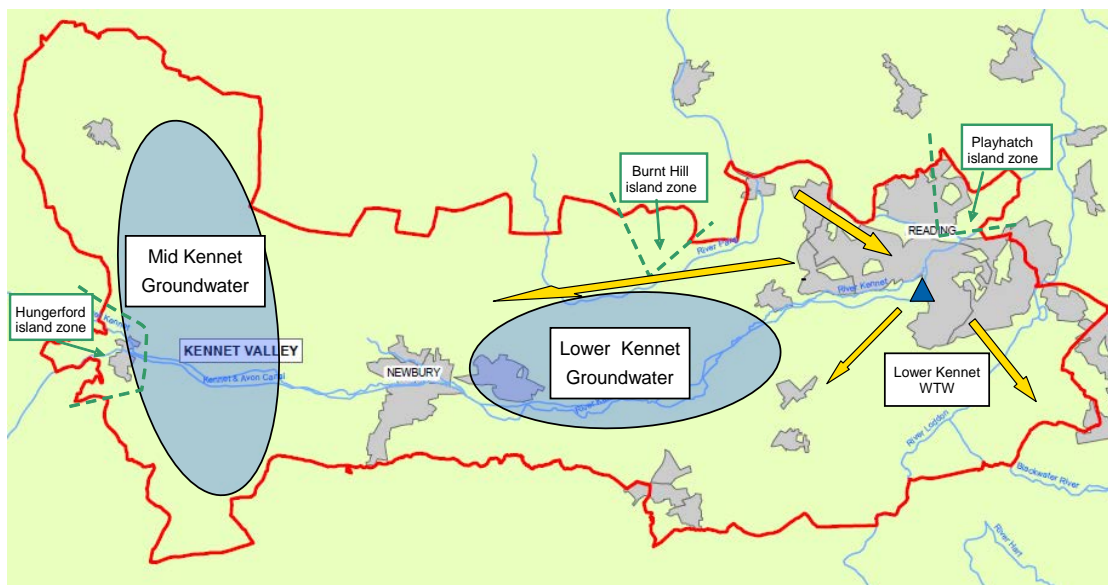 Playhatch
island zone
Burnt Hill
island zone
READING
Mid Kennet
Groundwater
River Pang
River Kennet
Hungerford
island zone
Kennet
KENNET VALLEY
Lower Kennet
Groundwater
Kennet & Avon Canal
NEWBURY
Lower Kennet
WTW
River Loddon
Blackwater River
River Hart